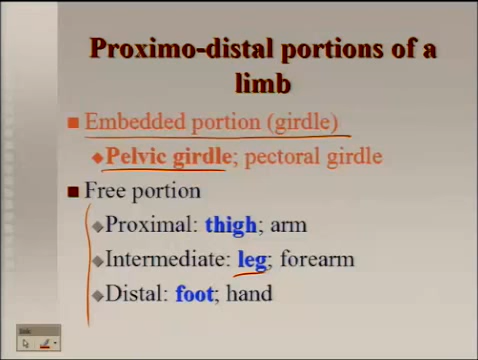 Proximo-distal portions of a
limb
Embedded portion (girdle)
Pelvic girdle; pectoral girdle
Free portion
Proximal: thigh; arm
Intermediate: leg; forearm
Distal: foot; hand